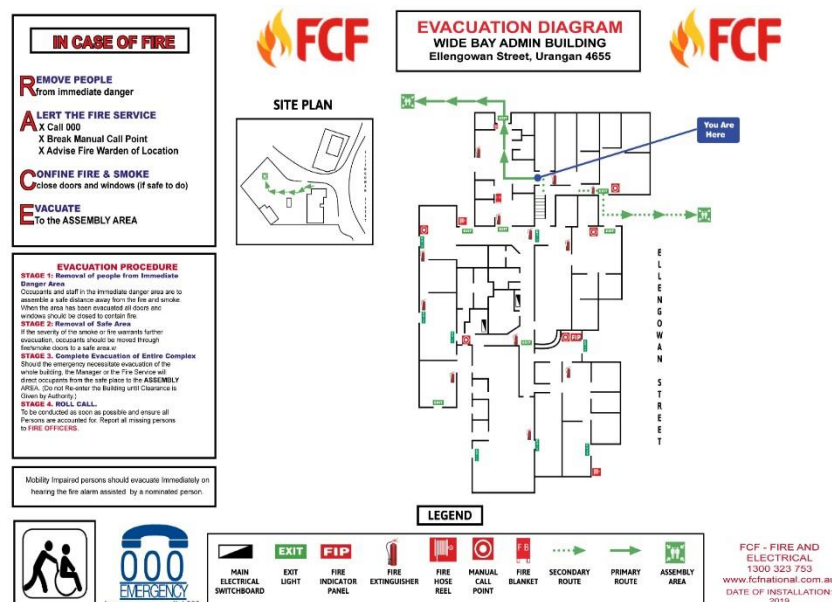 IN CASE OF FIRE
REMOVE PEOPLE
from immediate danger
ALERT THE FIRE SERVICE
X Call 000
X Break Manual Call Point
X Advise Fire Warden of Location
CONFINE FIRE & SMOKE
close doors and windows (if safe to do)
EVACUATE
To the ASSEMBLY AREA
FCF
EVACUATION DIAGRAM
WIDE BAY ADMIN BUILDING
Ellengowan Street, Urangan 4655
FCF
SITE PLAN
You Are
Here
EXIT
EXIT
EXIT
EXIT
EXIT
EXIT
EXIT
FIP
ELLENGOWAN STREET
EVACUATION PROCEDURE
STAGE 1: Removal of people from Immediate
Danger Area
Occupants and staff in the immediate danger area are to
assemble a safe distance away from the fire and smoke.
When the area has been evacuated all doors and
windows should be closed to contain fire.
STAGE 2: Removal of Safe Area
If the severity of the smoke or fire warrants further
evacuation, occupants should be moved through
fire/smoke doors to a safe area.
STAGE 3. Complete Evacuation of Entire Complex
Should the emergency necessitate evacuation of the
whole building, the Manager or the Fire Service will
direct occupants from the safe place to the ASSEMBLY
AREA. (Do not Re-enter the Building until Clearance is
Given by Authority.)
STAGE 4. ROLL CALL.
To be conducted as soon as possible and ensure all
Persons are accounted for. Report all missing persons
to FIRE OFFICERS.
Mobility Impaired persons should evacuate Immediately on
hearing the fire alarm assisted by a nominated person.
000
EMERGENCY
LEGEND
MAIN
ELECTRICAL
SWITCHBOARD
EXIT
EXIT
LIGHT
FIP
FIRE
INDICATOR
PANEL
FIRE
EXTINGUISHER
FIRE
HOSE
REEL
MANUAL
CALL
POINT
F B
FIRE
BLANKET
SECONDARY
ROUTE
PRIMARY
ROUTE
ASSEMBLY
AREA
FCF - FIRE AND
ELECTRICAL
1300 323 753
www.fcfnational.com.au
DATE OF INSTALLATION
2019